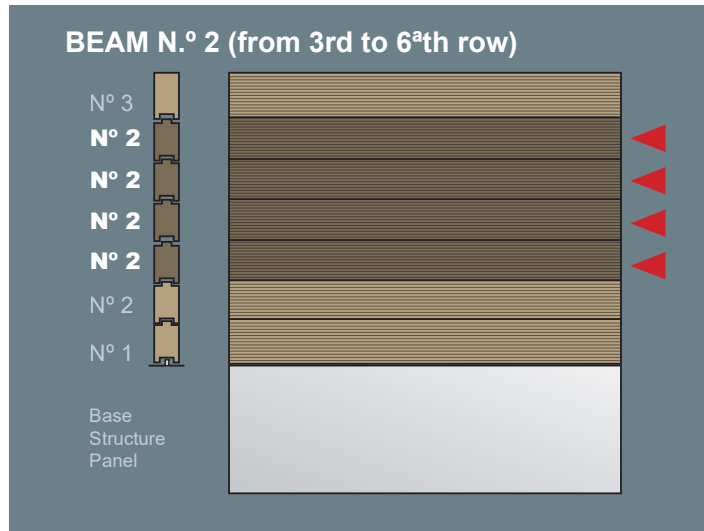 BEAM N.º 2 (from 3rd to 6ªth row)
Nº 3
Nº 2
Nº 2
Nº 2
Nº 2
Nº 2
Nº 1
Base
Structure
Panel